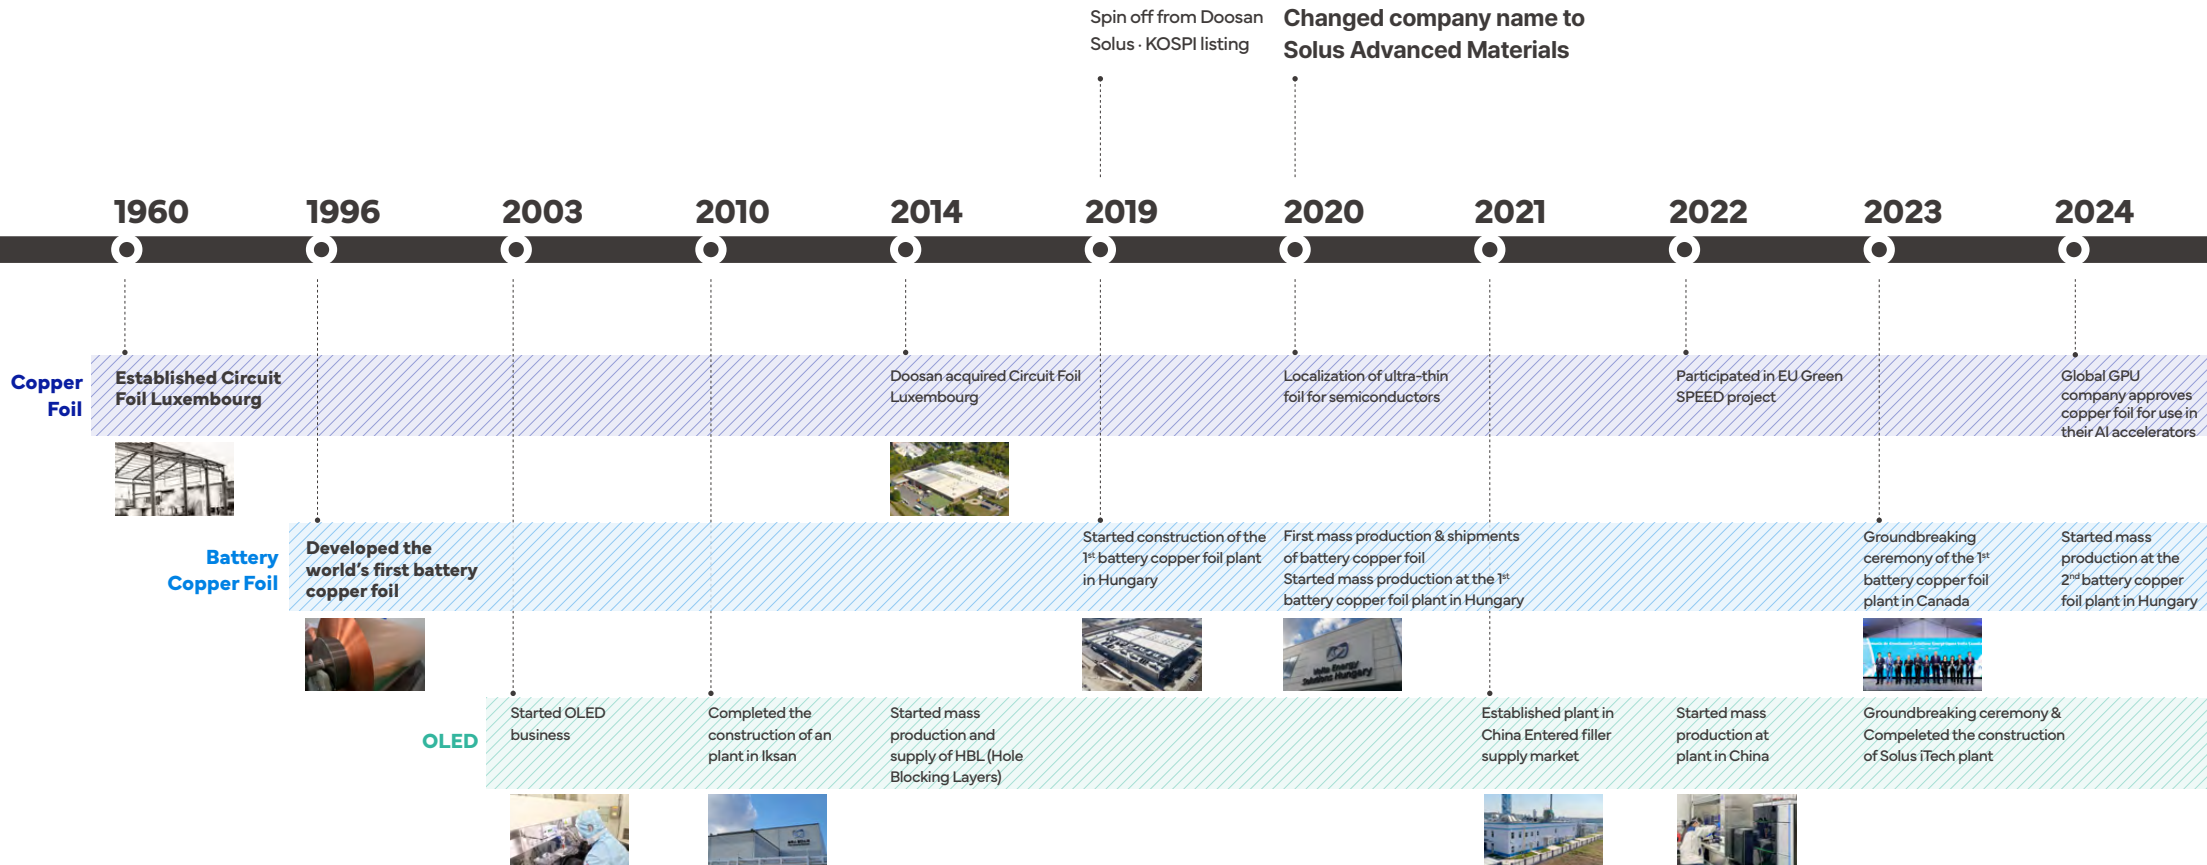 Spin off from Doosan
Solus · KOSPI listing
Changed company name to
Solus Advanced Materials
1960
1996
2003
2010
2014
2019
2020
2021
2022
2023
2024
Copper
Foil
Established Circuit
Foil Luxembourg
Doosan acquired Circuit Foil
Luxembourg
Localization of ultra-thin
foil for semiconductors
Participated in EU Green
SPEED project
Global GPU
company approves
copper foil for use in
their AI accelerators
Battery
Copper Foil
Developed the
world's first battery
copper foil
Started construction of the
1st battery copper foil plant
in Hungary
First mass production & shipments
of battery copper foil
Started mass production at the 1st
battery copper foil plant in Hungary
Groundbreaking
ceremony of the 1st
battery copper foil
plant in Canada
Started mass
production at the
2nd battery copper
foil plant in Hungary
Volta Energy
Solutions Hungary
OLED
Started OLED
business
Completed the
construction of an
plant in Iksan
Started mass
production and
supply of HBL (Hole
Blocking Layers)
Established plant in
China Entered filler
supply market
Started mass
production at
plant in China
Groundbreaking ceremony &
Compeleted the construction
of Solus iTech plant